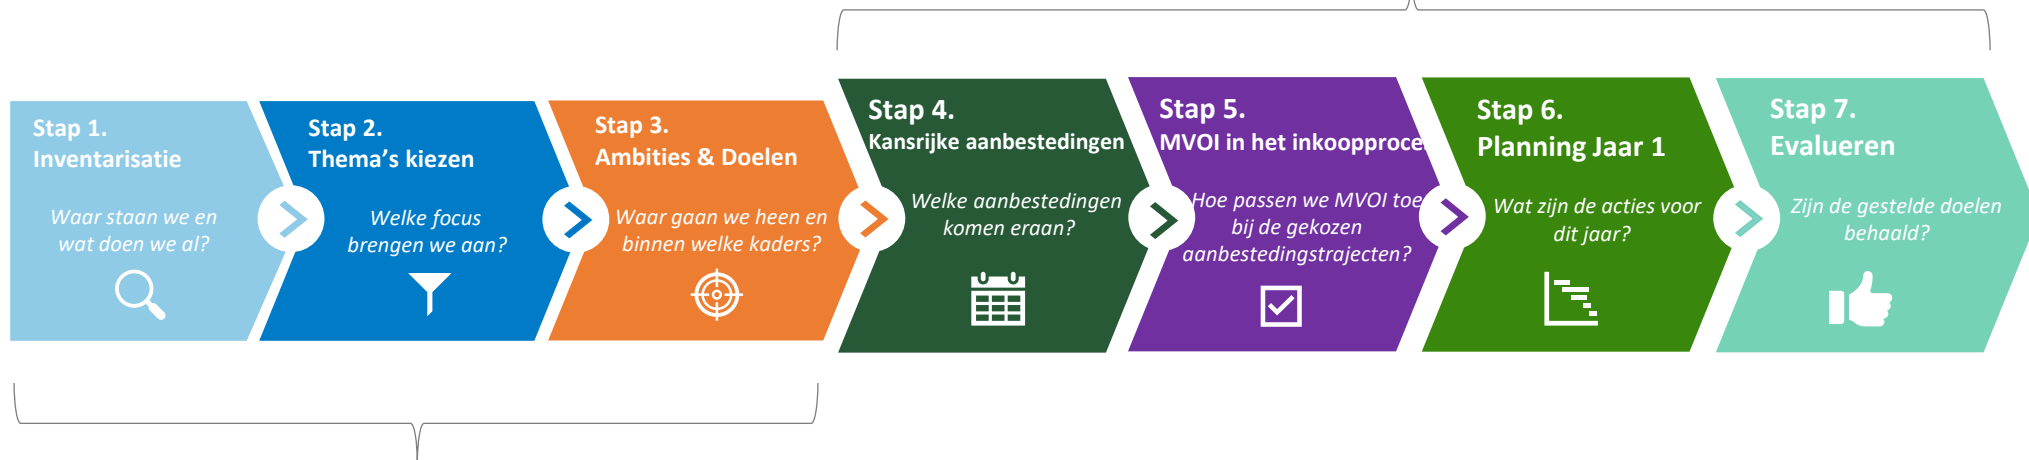 Stap 1.
Inventarisatie
Waar staan we en
wat doen we al?
Stap 2.
Thema's kiezen
Welke focus
brengen we aan?
Stap 3.
Ambities & Doelen
Waar gaan we heen en
binnen welke kaders?
Stap 4.
Kansrijke aanbestedingen
Welke aanbestedingen
komen eraan?
Stap 5.
MVOI in het inkoopproce
Hoe passen we MVOI toe
bij de gekozen
aanbestedingstrajecten?
Stap 6.
Planning Jaar 1
Wat zijn de acties voor
dit jaar?
Stap 7.
Evalueren
Zijn de gestelde doelen
behaald?